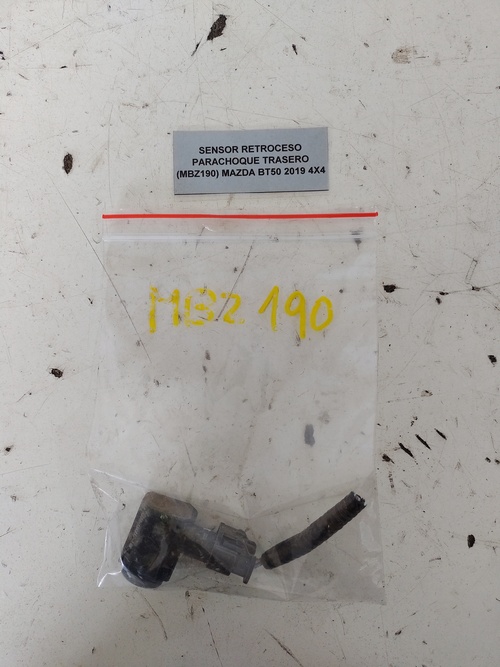 SENSOR RETROCESO
PARACHOQUE TRASERO
(MBZ190) MAZDA BT50 2019 4X4
MBZ 190